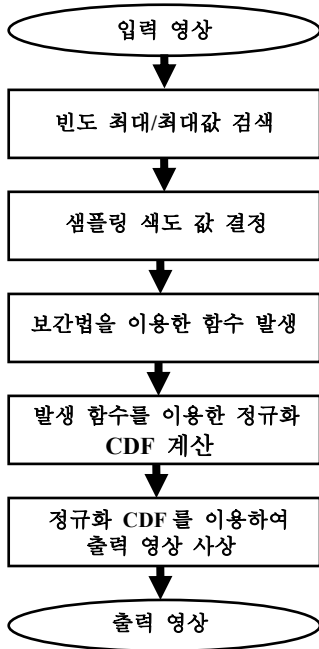 입력 영상
빈도 최대/최대값 검색
샘플링 색도 값 결정
보간법을 이용한 함수 발생
발생 함수를 이용한 정규화
CDF 계산
정규화 CDF 를 이용하여
출력 영상 사상
출력 영상